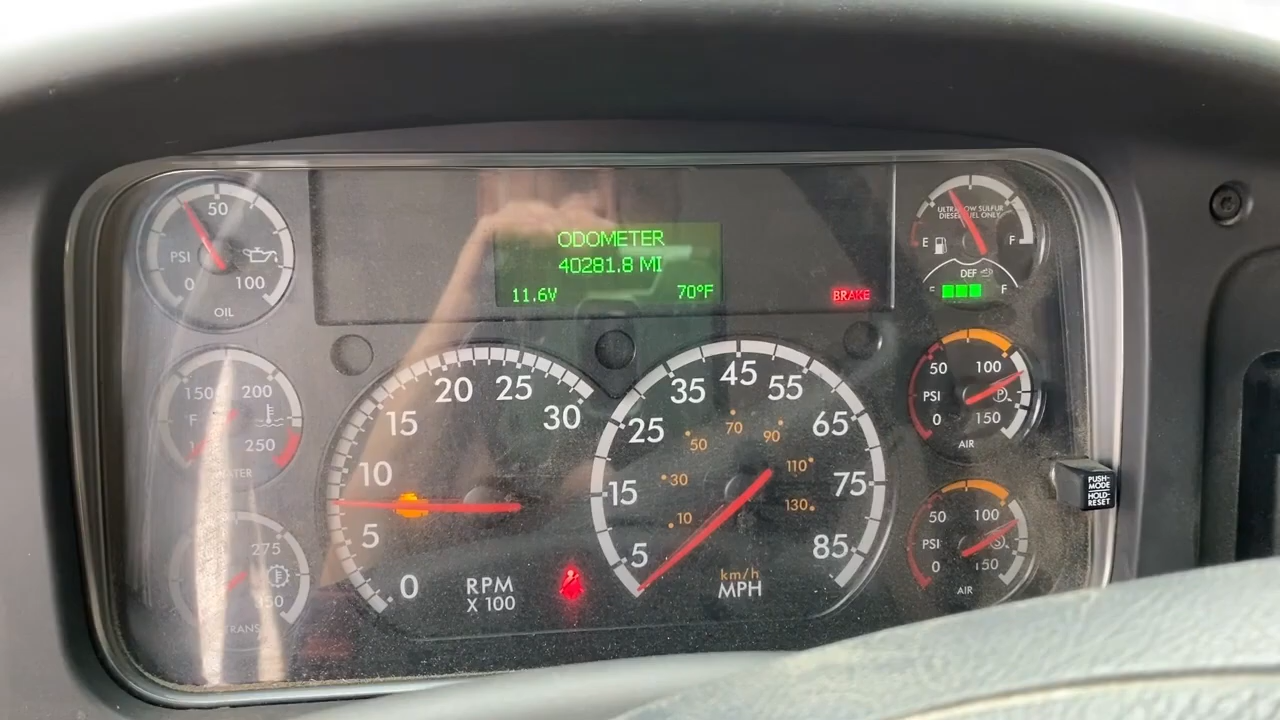 50
PSI
0
100
OIL
150
200
F
250
275
350
TRANS
ODOMETER
40281.8 MI
11.6V
70°F
BRAKE
0
5
10
15
20
25
30
RPM
X 100
5
15
25
35
45
55
65
75
85
10
30
50
70
90
110
130
km/h
MPH
ULTRA LOW SULFUR
DIESEL FUEL ONLY
E
F
DEF
F
50
100
PSI
0
150
P
AIR
50
100
PSI
0
150
S
AIR
PUSH-
MODE
HOLD-
RESET